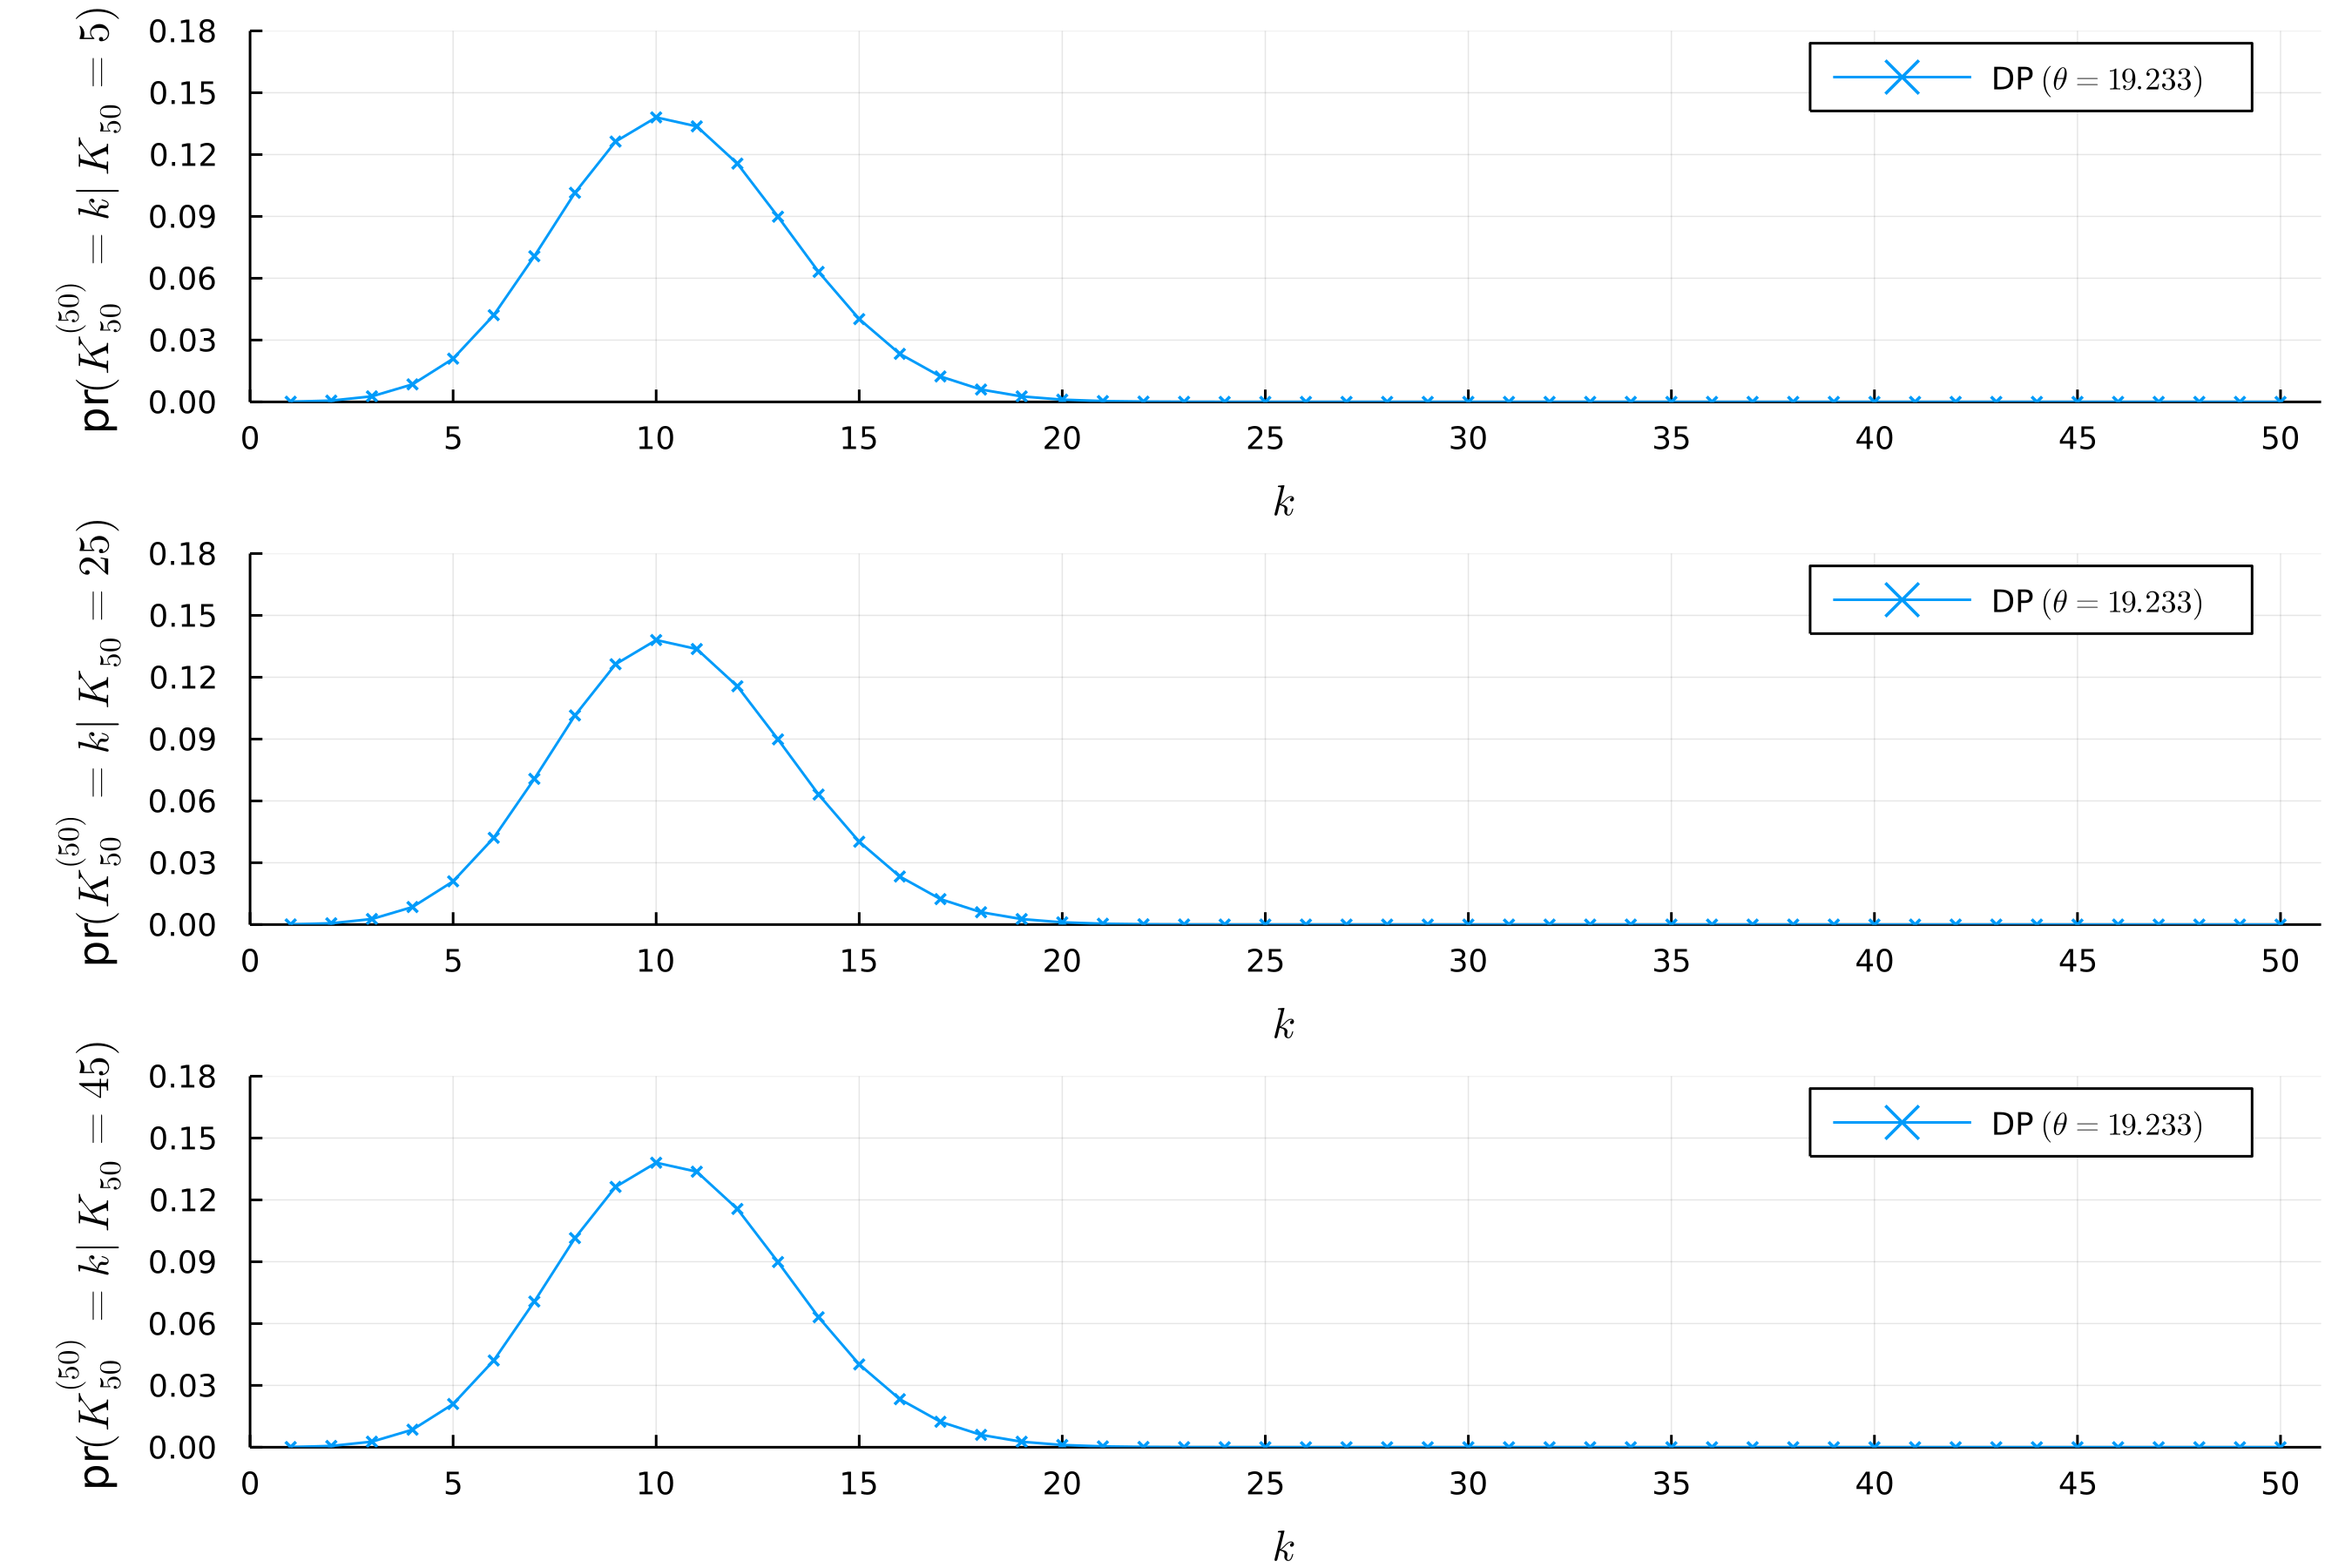 pr(K_{50}^{(50)} = k | K_{50} = 5)
0.18
0.15
0.12
0.09
0.06
0.03
0.00
DP (θ = 19.233)
0 5 10 15 20 25 30 35 40 45 50
k
pr(K_{50}^{(50)} = k | K_{50} = 25)
0.18
0.15
0.12
0.09
0.06
0.03
0.00
DP (θ = 19.233)
0 5 10 15 20 25 30 35 40 45 50
k
pr(K_{50}^{(50)} = k | K_{50} = 45)
0.18
0.15
0.12
0.09
0.06
0.03
0.00
DP (θ = 19.233)
0 5 10 15 20 25 30 35 40 45 50
k